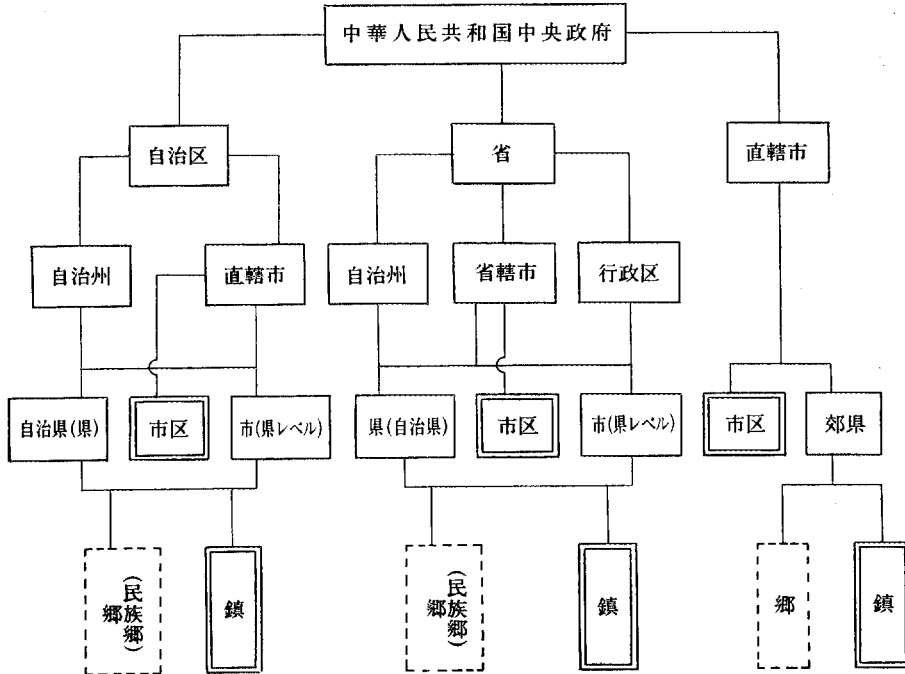 中華人民共和国中央政府
自治区
省
直轄市
自治州
直轄市
自治州
省轄市
行政区
自治県(県)
市区
市(県レベル)
県(自治県)
市区
市(県レベル)
市区
郊県
郷
(民族郷)
鎮
郷
(民族郷)
鎮
郷
鎮